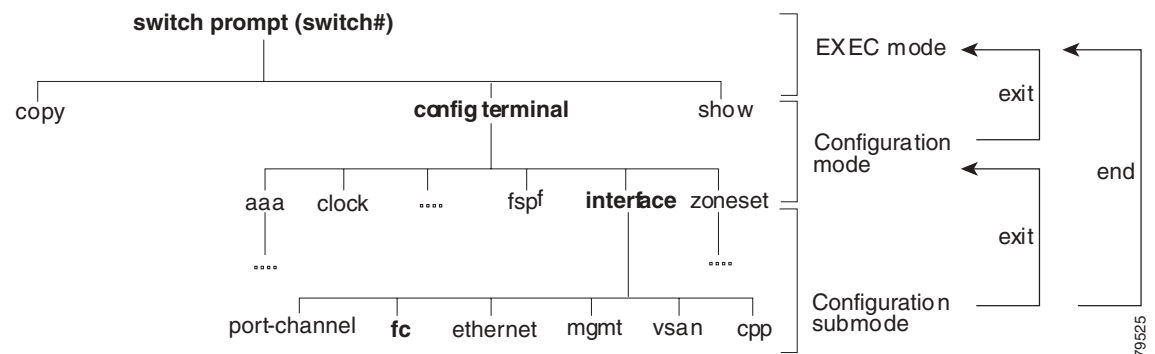 switch prompt (switch#)
EXEC mode
exit
copy
config terminal
show
Configuration
mode
end
aaa
clock
....
fspf
interface
zoneset
exit
....
....
port-channel
fc
ethernet
mgmt
vsan
cpp
Configuration
submode
79525